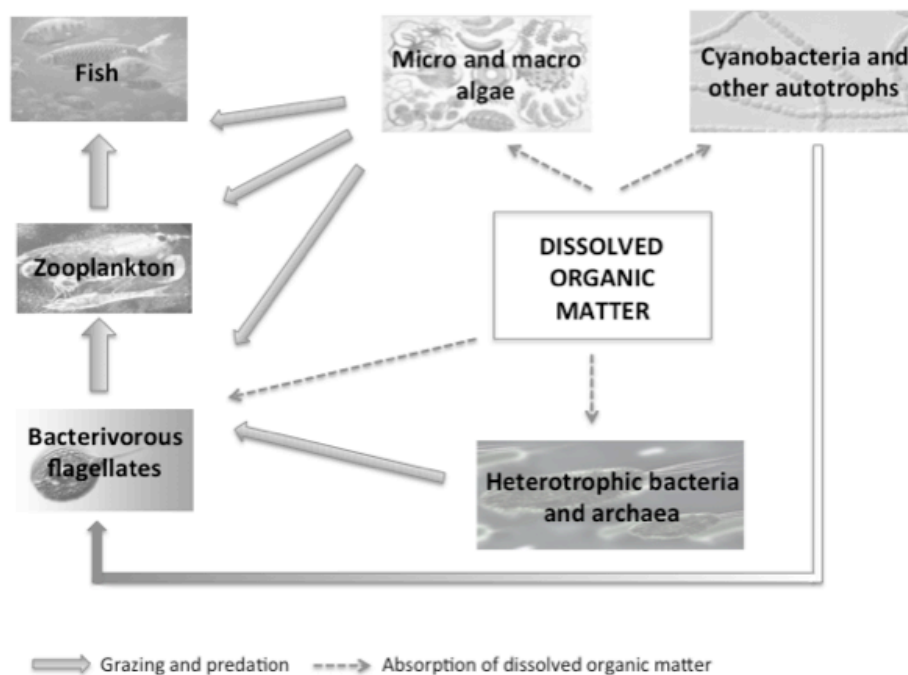 Fish
Micro and macro
algae
Cyanobacteria and
other autotrophs
Zooplankton
DISSOLVED
ORGANIC
MATTER
Bacterivorous
flagellates
Heterotrophic bacteria
and archaea
Grazing and predation
Absorption of dissolved organic matter